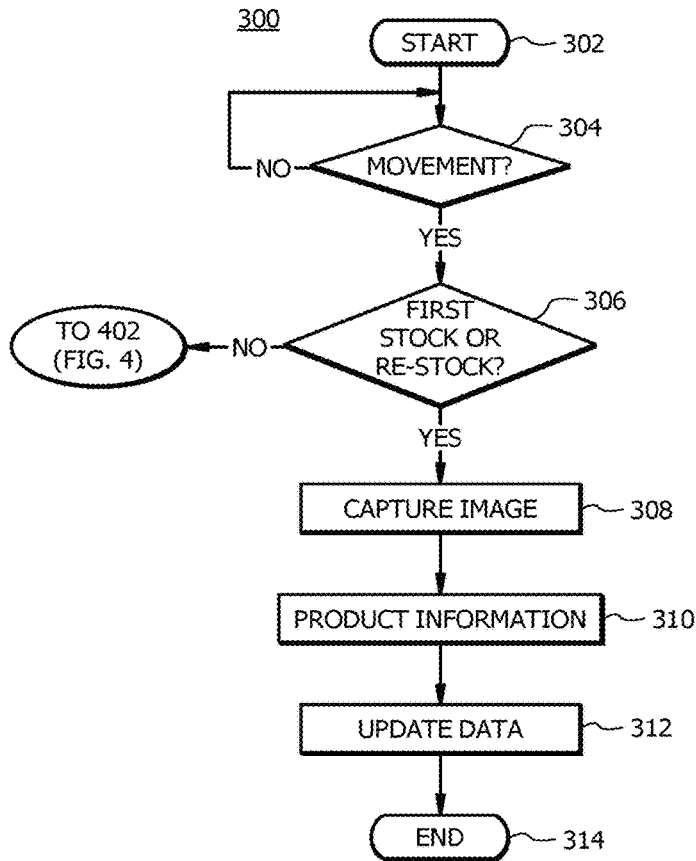 300
START
302
304
MOVEMENT?
NO
YES
306
FIRST
STOCK OR
RE-STOCK?
NO
TO 402
(FIG. 4)
YES
CAPTURE IMAGE
308
PRODUCT INFORMATION
310
UPDATE DATA
312
END
314